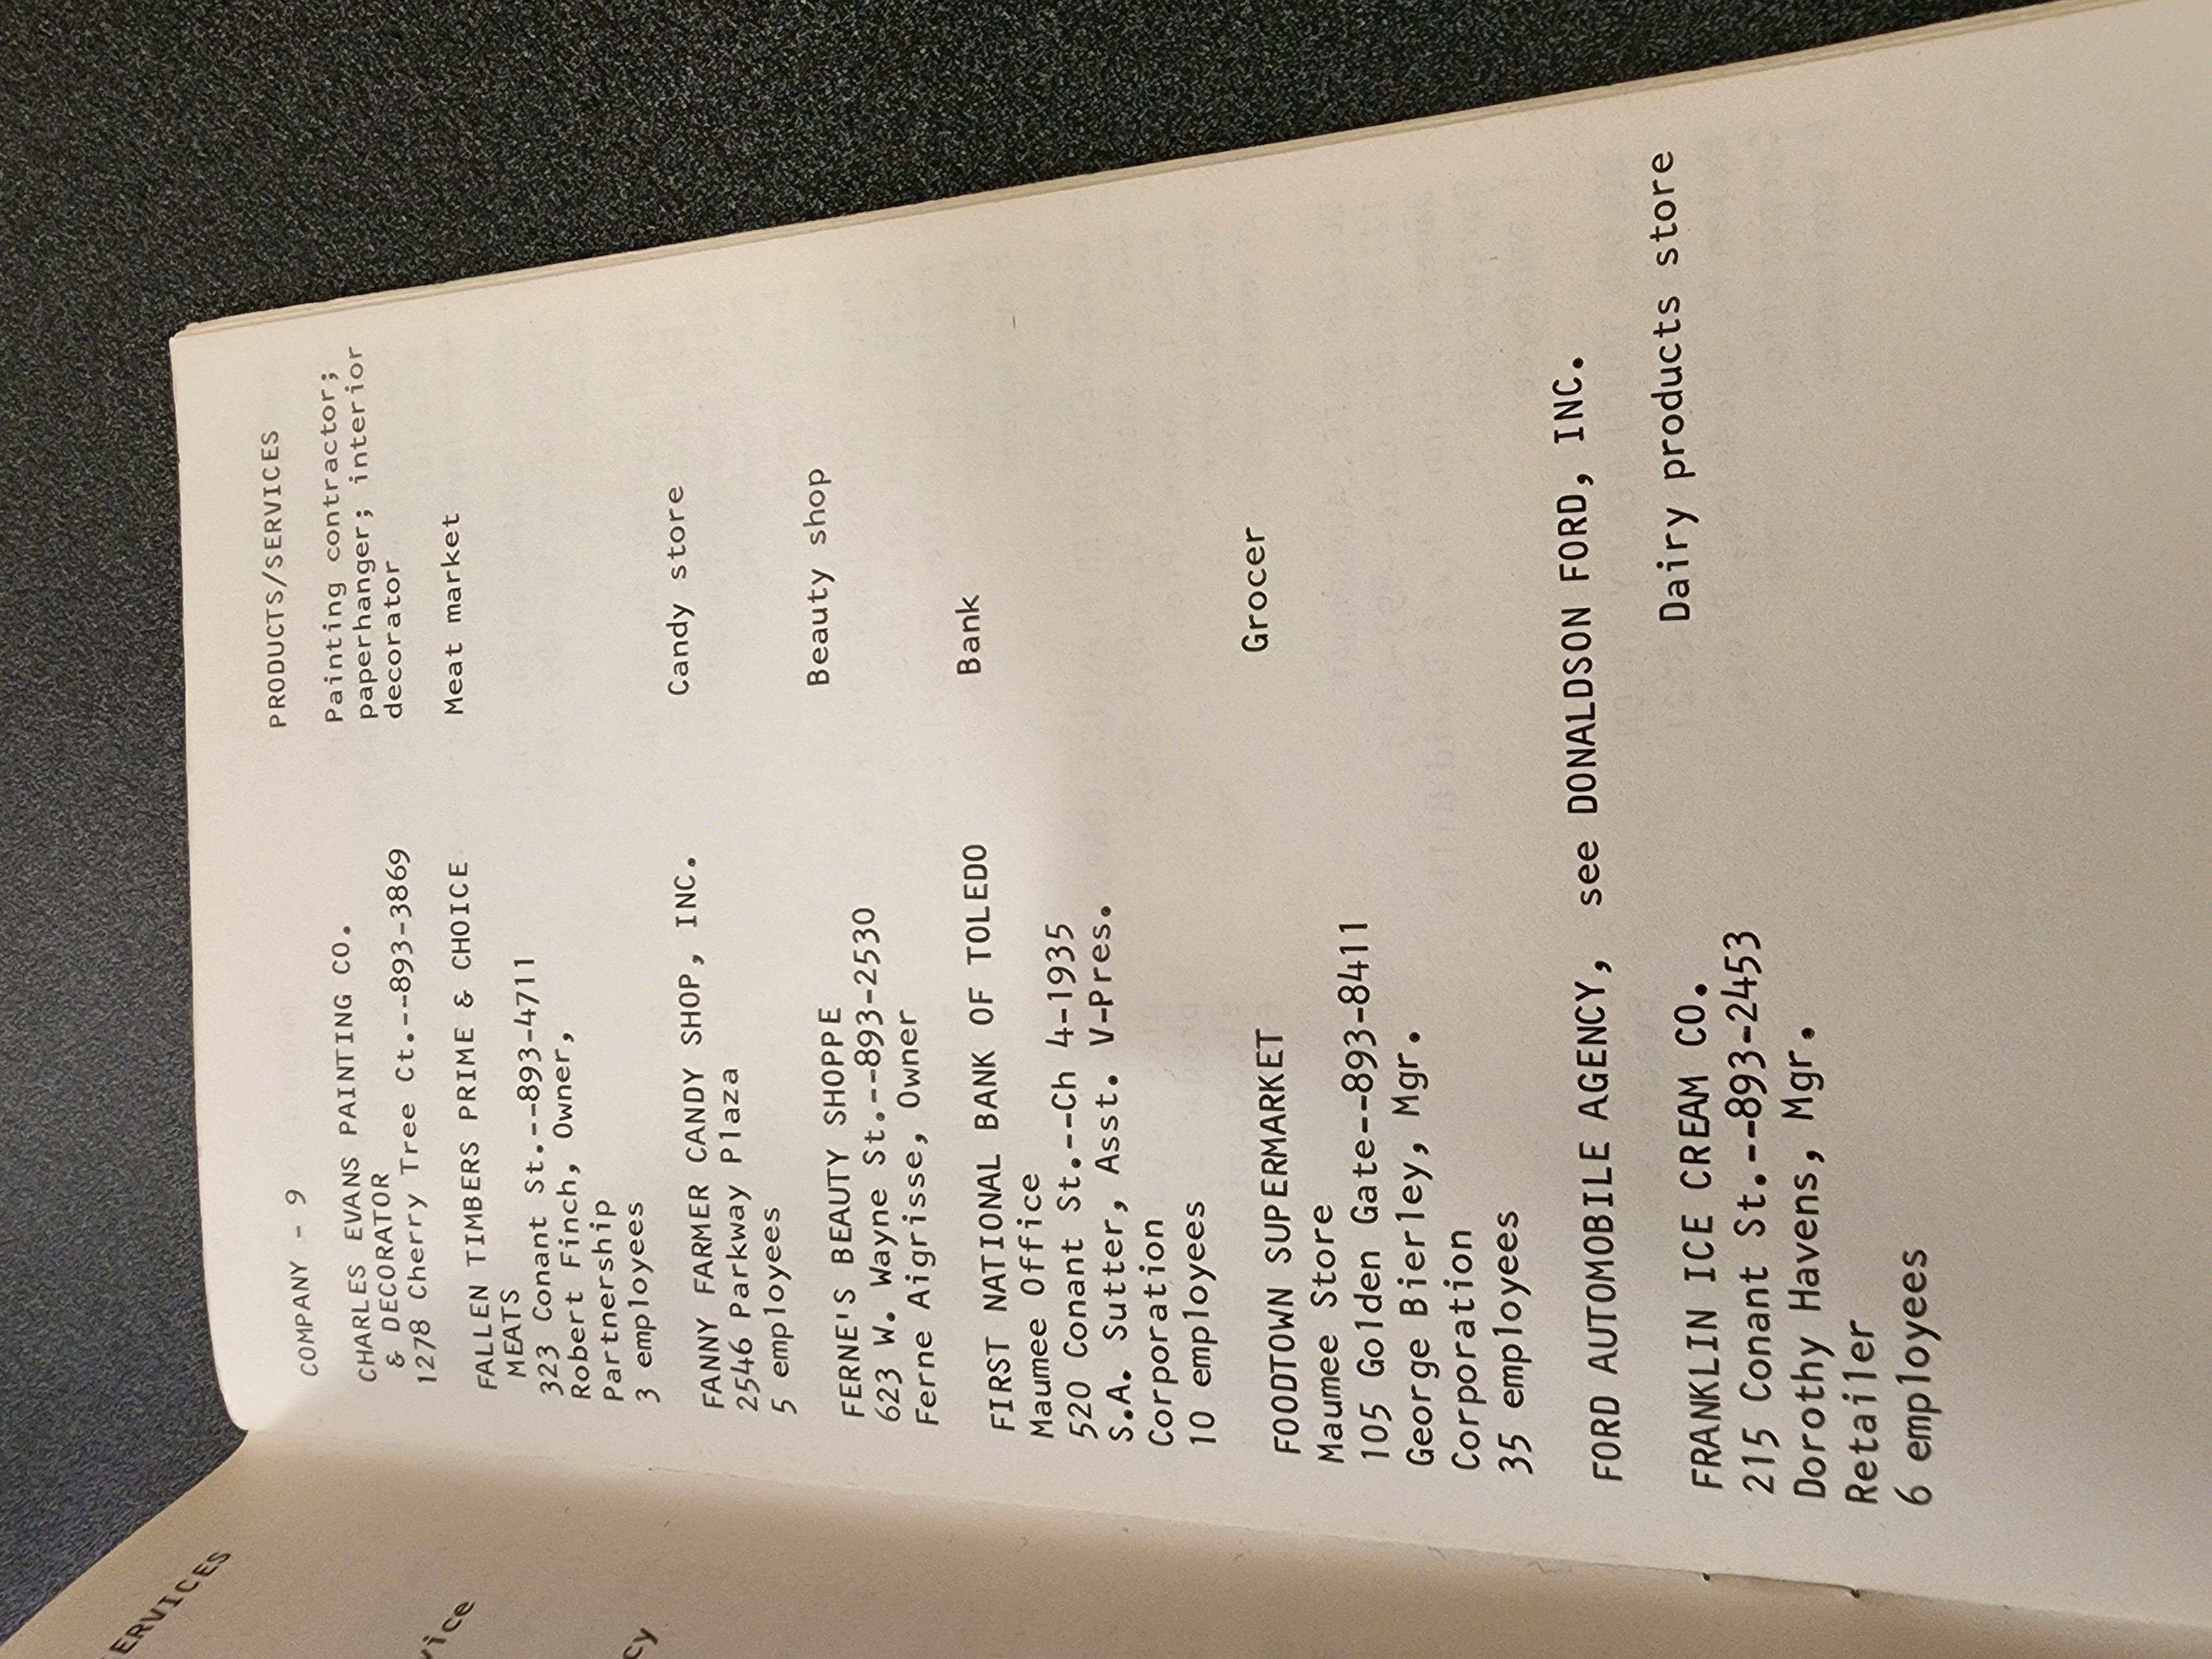 ERVICES
vice
cy
COMPANY - 9 PRODUCTS/SERVICES
CHARLES EVANS PAINTING CO. Painting contractor;
& DECORATOR paperhanger; interior
1278 Cherry Tree Ct.--893-3869 decorator
FALLEN TIMBERS PRIME & CHOICE Meat market
MEATS
323 Conant St.--893-4711
Robert Finch, Owner,
Partnership
3 employees
FANNY FARMER CANDY SHOP, INC. Candy store
2546 Parkway Plaza
5 employees
FERNE'S BEAUTY SHOPPE Beauty shop
623 W. Wayne St.--893-2530
Ferne Aigrisse, Owner
FIRST NATIONAL BANK OF TOLEDO Bank
Maumee Office
520 Conant St.--Ch 4-1935
S.A. Sutter, Asst. V-Pres.
Corporation
10 employees
FOODTOWN SUPERMARKET Grocer
Maumee Store
105 Golden Gate--893-8411
George Bierley, Mgr.
Corporation
35 employees
FORD AUTOMOBILE AGENCY, see DONALDSON FORD, INC.
FRANKLIN ICE CREAM CO. Dairy products store
215 Conant St.--893-2453
Dorothy Havens, Mgr.
Retailer
6 employees